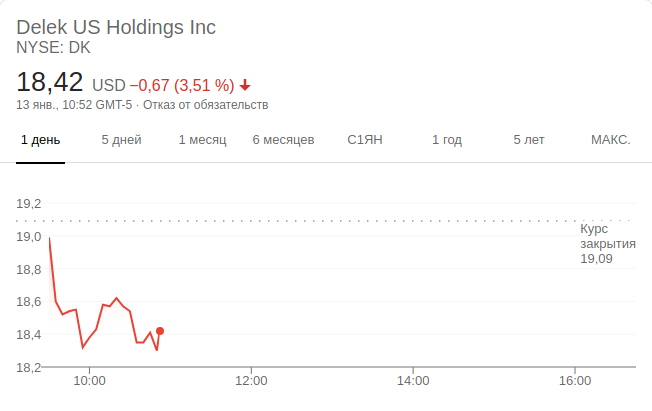 Delek US Holdings Inc
NYSE: DK
18,42 USD −0,67 (3,51 %)
13 янв., 10:52 GMT-5 · Отказ от обязательств
1 день 5 дней 1 месяц 6 месяцев С1ЯН 1 год 5 лет МАКС.
19,2
Курс
19,0
закрытия
19,09
18,8
18,6
18,4
18,2
10:00 12:00 14:00 16:00